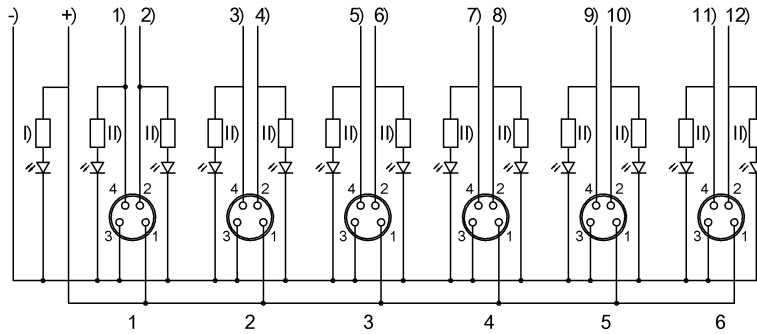 -) +) 1) 2) 3) 4) 5) 6) 7) 8) 9) 10) 11) 12)
I) II) II) II) II) II) II) II) II) II) II) II) II)
4 2 4 2 4 2 4 2 4 2 4 2
3 1 3 1 3 1 3 1 3 1 3 1
1 2 3 4 5 6